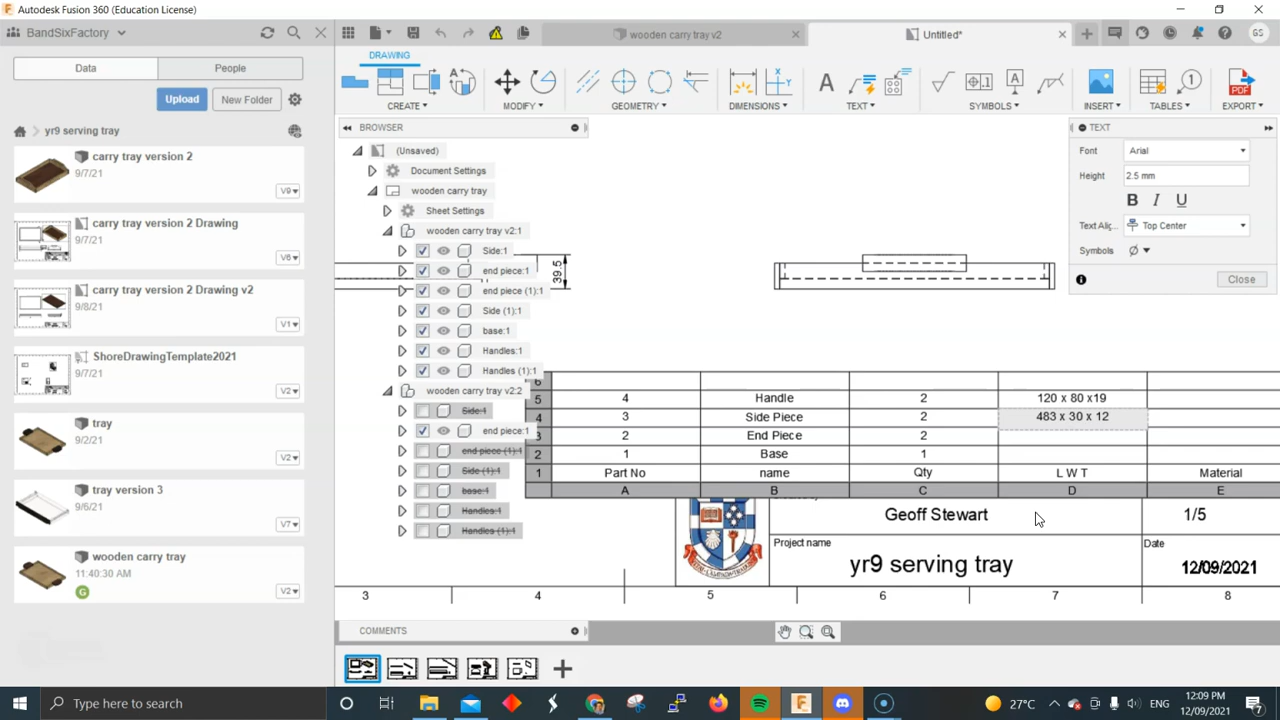 Autodesk Fusion 360 (Education License)
BandSixFactory
wooden carry tray v2
Untitled*
GS
Data
People
Upload
New Folder
yr9 serving tray
carry tray version 2
9/7/21
V9
carry tray version 2 Drawing
9/7/21
V6
carry tray version 2 Drawing v2
9/8/21
V1
ShoreDrawingTemplate2021
9/7/21
V2
tray
9/2/21
V2
tray version 3
9/6/21
V7
wooden carry tray
11:40:30 AM
G
V2
DRAWING
CREATE
MODIFY
GEOMETRY
DIMENSIONS
TEXT
SYMBOLS
INSERT
TABLES
EXPORT
BROWSER
(Unsaved)
Document Settings
wooden carry tray
Sheet Settings
wooden carry tray v2:1
Side:1
end piece:1
end piece (1):1
Side (1):1
base:1
Handles:1
Handles (1):1
wooden carry tray v2:2
Side:1
end piece:1
end piece (1):1
Side (1):1
base:1
Handles:1
Handles (1):1
39.5
TEXT
Font Arial
Height 2.5 mm
B I U
Text Alig... Top Center
Symbols Ø
Close
6
5 4 Handle 2 120 x 80 x19
4 3 Side Piece 2 483 x 30 x 12
3 2 End Piece 2
2 1 Base 1
1 Part No name Qty L W T Material
A B C D E
Geoff Stewart 1/5
Project name Date
yr9 serving tray 12/09/2021
3 4 5 6 7 8
COMMENTS
Type here to search
27°C
ENG
12:09 PM
12/09/2021